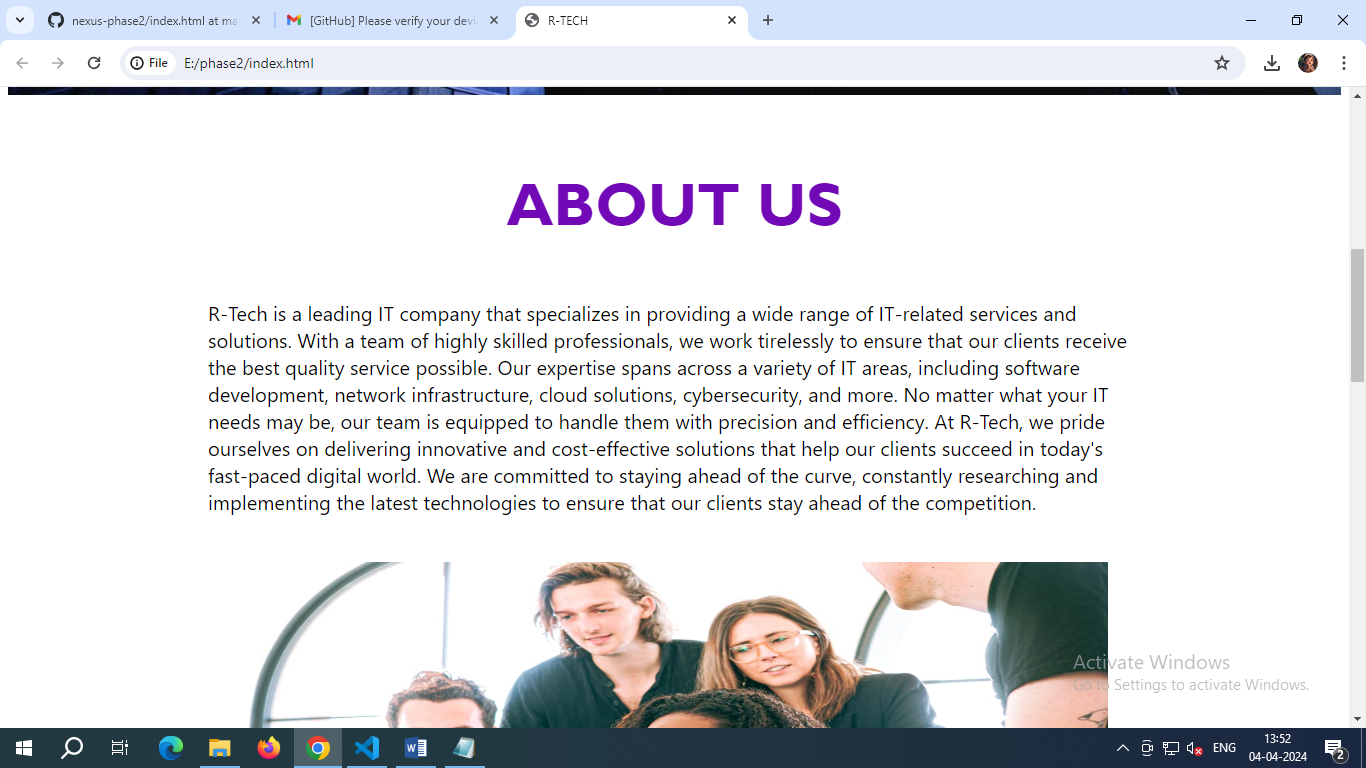 nexus-phase2/index.html at ma
[GitHub] Please verify your devi
R-TECH
File
E:/phase2/index.html
ABOUT US
R-Tech is a leading IT company that specializes in providing a wide range of IT-related services and
solutions. With a team of highly skilled professionals, we work tirelessly to ensure that our clients receive
the best quality service possible. Our expertise spans across a variety of IT areas, including software
development, network infrastructure, cloud solutions, cybersecurity, and more. No matter what your IT
needs may be, our team is equipped to handle them with precision and efficiency. At R-Tech, we pride
ourselves on delivering innovative and cost-effective solutions that help our clients succeed in today's
fast-paced digital world. We are committed to staying ahead of the curve, constantly researching and
implementing the latest technologies to ensure that our clients stay ahead of the competition.
Activate Windows
Go to Settings to activate Windows.
ENG
13:52
04-04-2024
2